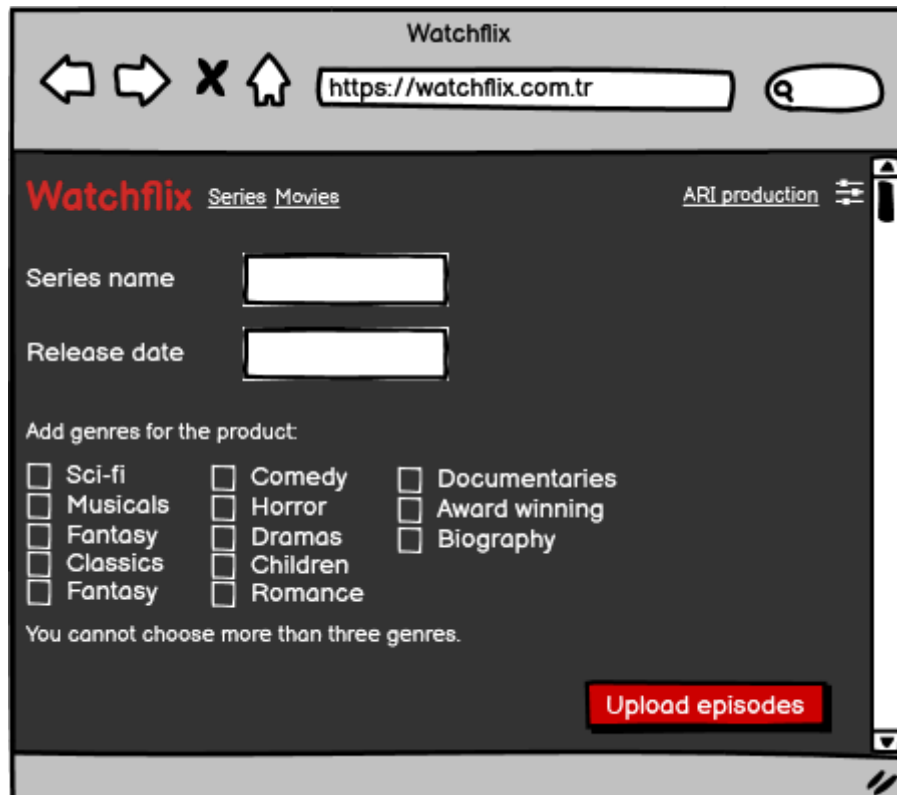 Watchflix
https://watchflix.com.tr
Watchflix Series Movies ARI production
Series name
Release date
Add genres for the product:
Sci-fi Comedy Documentaries
Musicals Horror Award winning
Fantasy Dramas Biography
Classics Children
Fantasy Romance
You cannot choose more than three genres.
Upload episodes